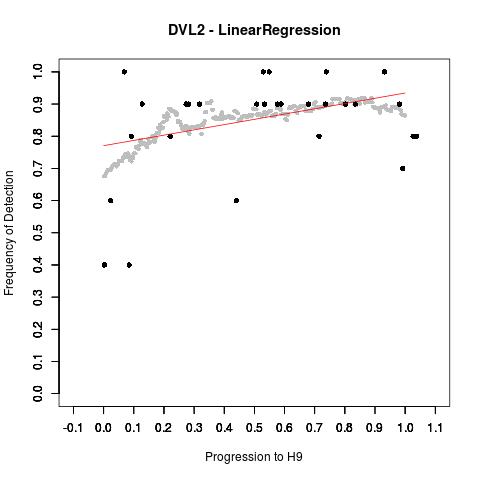 DVL2 - LinearRegression
Frequency of Detection
1.0
0.9
0.8
0.7
0.6
0.5
0.4
0.3
0.2
0.1
0.0
-0.1 0.0 0.1 0.2 0.3 0.4 0.5 0.6 0.7 0.8 0.9 1.0 1.1
Progression to H9